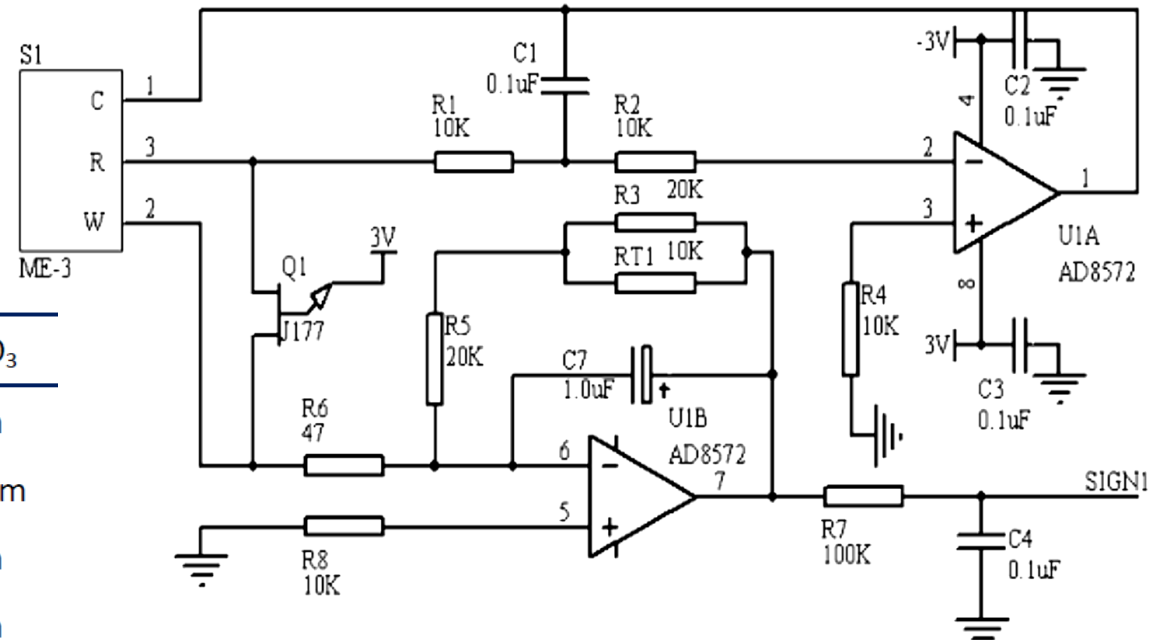 S1
C 1
R 3
W 2
ME-3
C1
0.1uF
R1
10K
R2
10K
-3V
4
C2
0.1uF
2
3
1
U1A
AD8572
8
3V
C3
0.1uF
R4
10K
3V
Q1
J177
R3
20K
RT1 10K
R5
20K
C7
1.0uF
+
U1B
AD8572
R6
47
6
5
7
R8
10K
R7
100K
C4
0.1uF
SIGN1
3
m